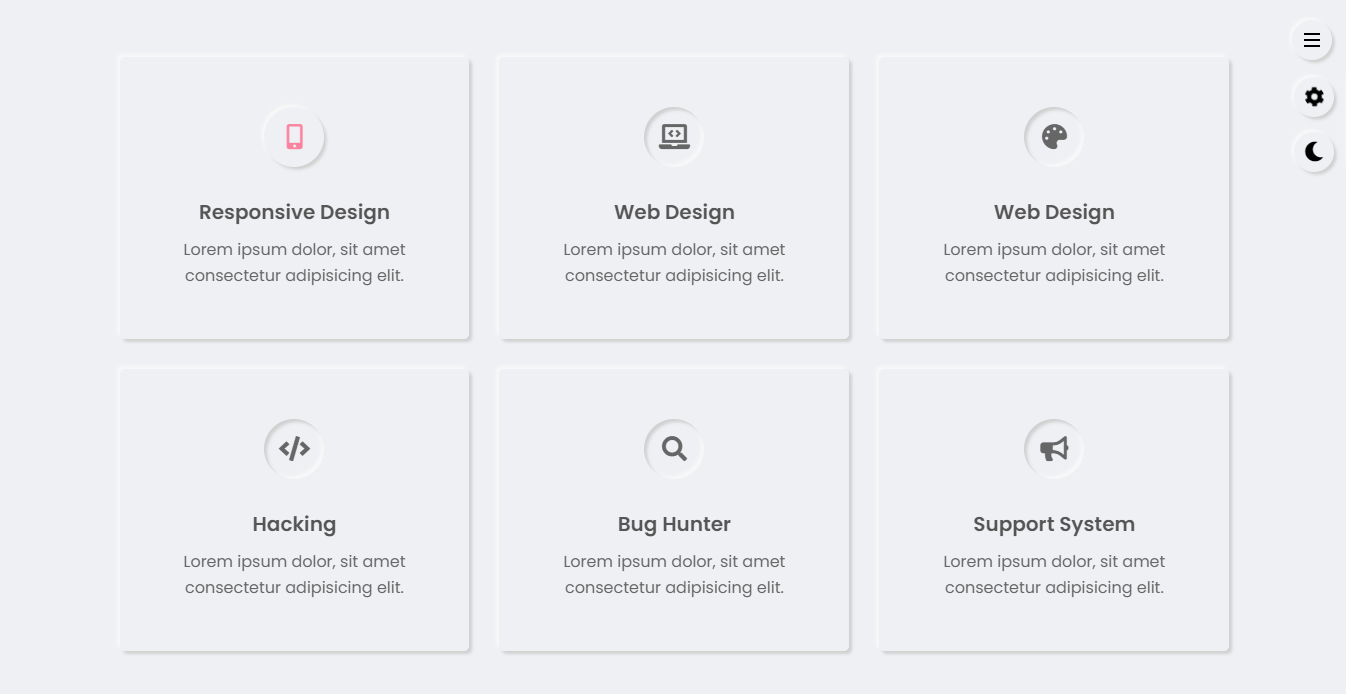 Responsive Design
Lorem ipsum dolor, sit amet
consectetur adipisicing elit.
Web Design
Lorem ipsum dolor, sit amet
consectetur adipisicing elit.
Web Design
Lorem ipsum dolor, sit amet
consectetur adipisicing elit.
Hacking
Lorem ipsum dolor, sit amet
consectetur adipisicing elit.
Bug Hunter
Lorem ipsum dolor, sit amet
consectetur adipisicing elit.
Support System
Lorem ipsum dolor, sit amet
consectetur adipisicing elit.